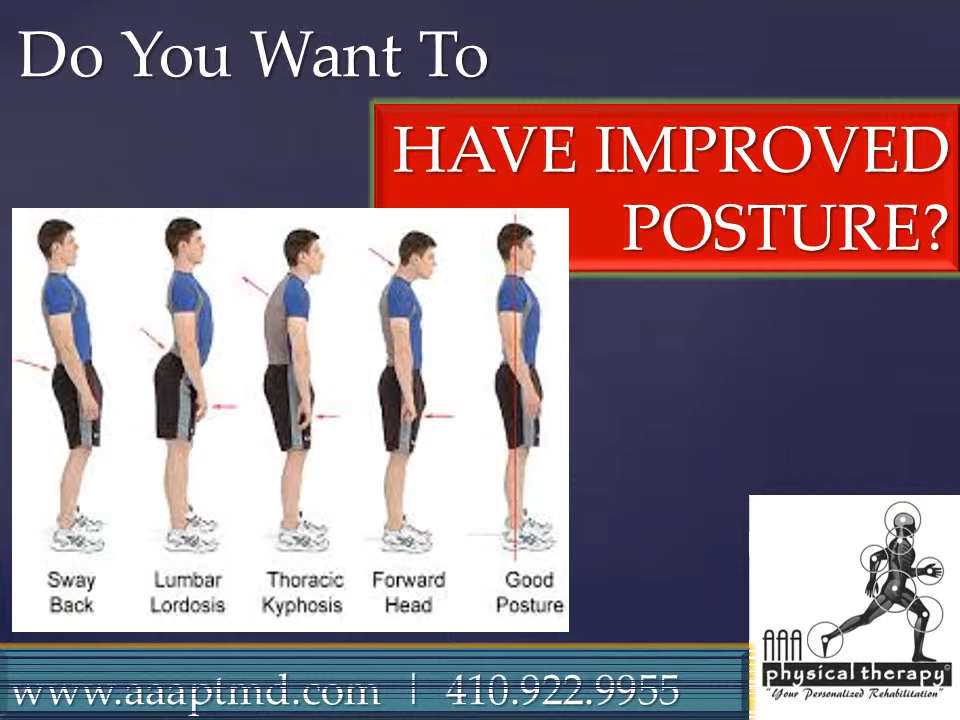 Do You Want To
HAVE IMPROVED
POSTURE?
Sway
Back
Lumbar
Lordosis
Thoracic
Kyphosis
Forward
Head
Good
Posture
AAA
physical therapy©
"Your Personalized Rehabilitation"
www.aaaptmd.com | 410.922.9955